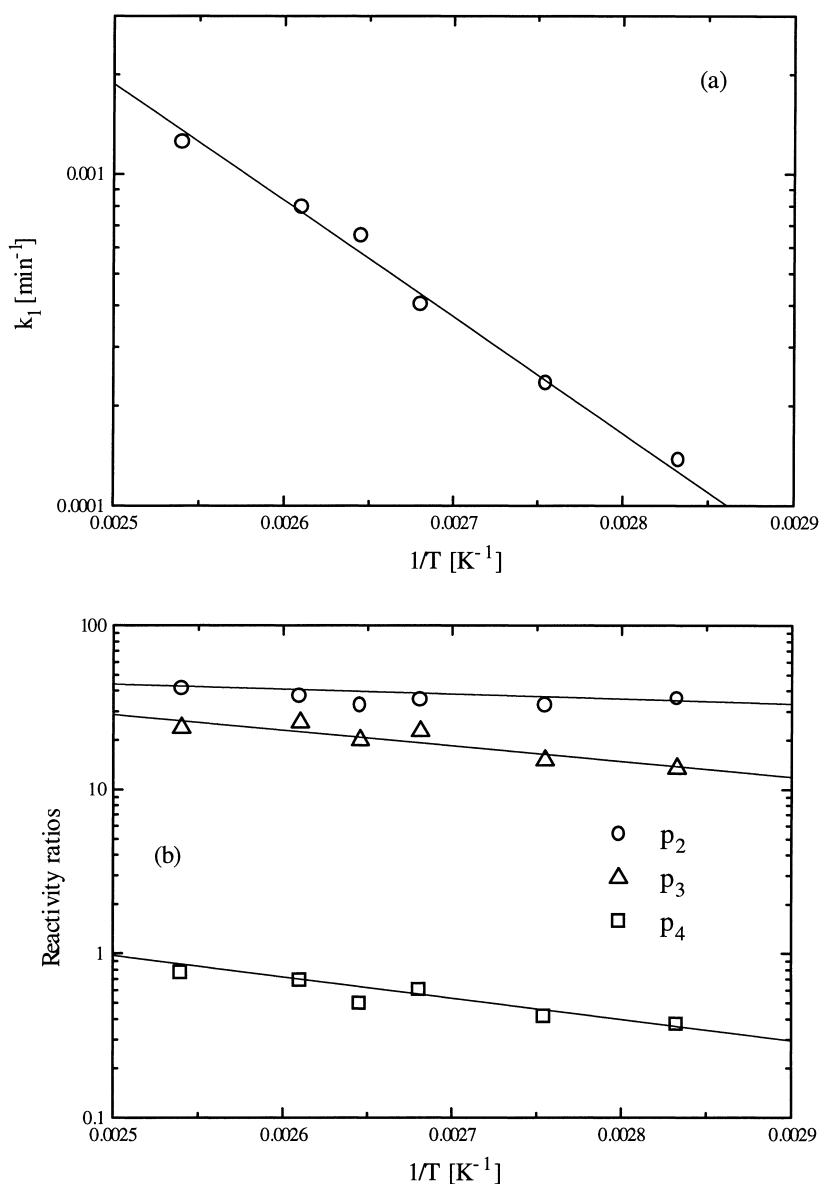 (a)
0.001
0.0001
k₁ [min⁻¹]
0.0025 0.0026 0.0027 0.0028 0.0029
1/T [K⁻¹]
100
10
1
0.1
Reactivity ratios
(b)
p₂
p₃
p₄
0.0025 0.0026 0.0027 0.0028 0.0029
1/T [K⁻¹]